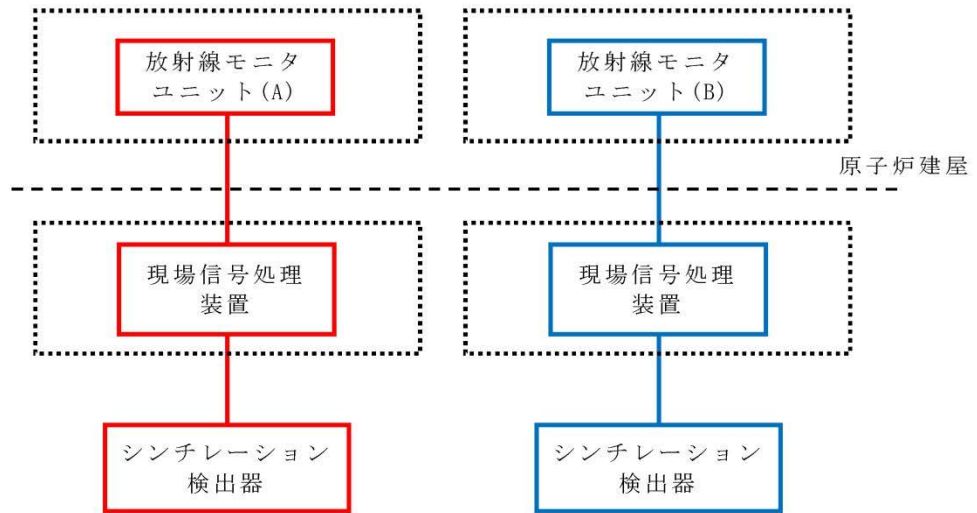 放射線モニタ
ユニット(A)
放射線モニタ
ユニット(B)
原子炉建屋
現場信号処理
装置
現場信号処理
装置
シンチレーション
検出器
シンチレーション
検出器